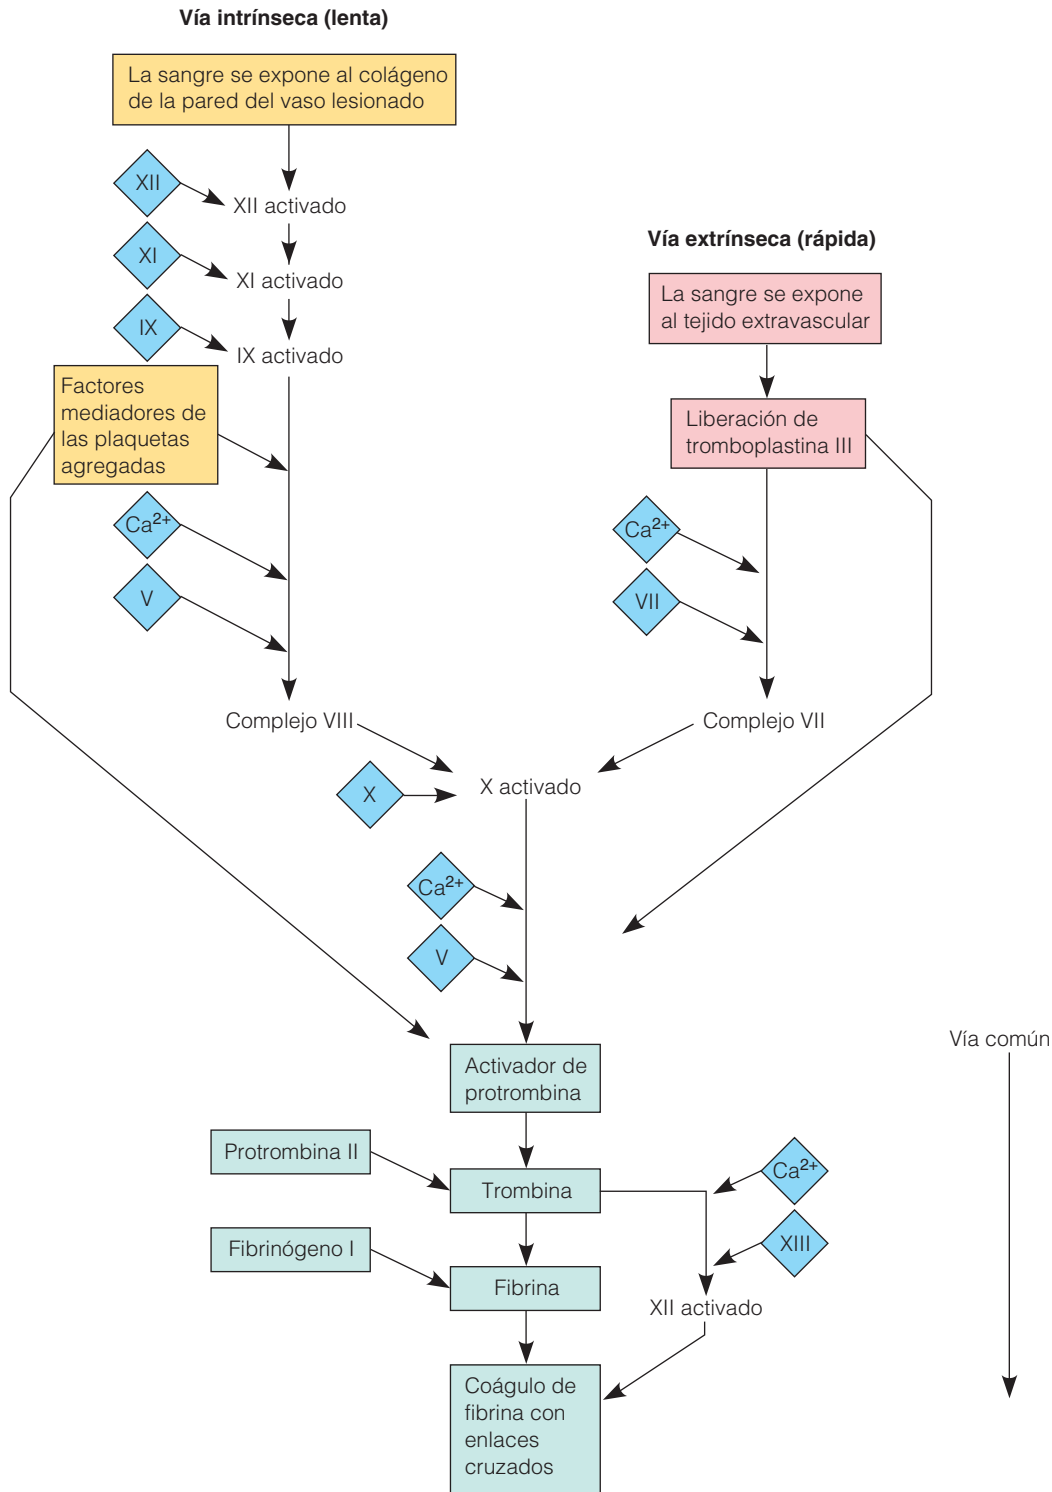 Vía intrínseca (lenta)
La sangre se expone al colágeno
de la pared del vaso lesionado
XII
XII activado
XI
XI activado
IX
IX activado
Factores
mediadores de
las plaquetas
agregadas
Ca2+
V
Complejo VIII
Vía extrínseca (rápida)
La sangre se expone
al tejido extravascular
Liberación de
tromboplastina III
Ca2+
VII
Complejo VII
X
X activado
Ca2+
V
Activador de
protrombina
Vía común
Protrombina II
Trombina
Ca2+
Fibrinógeno I
XIII
Fibrina
XII activado
Coágulo de
fibrina con
enlaces
cruzados